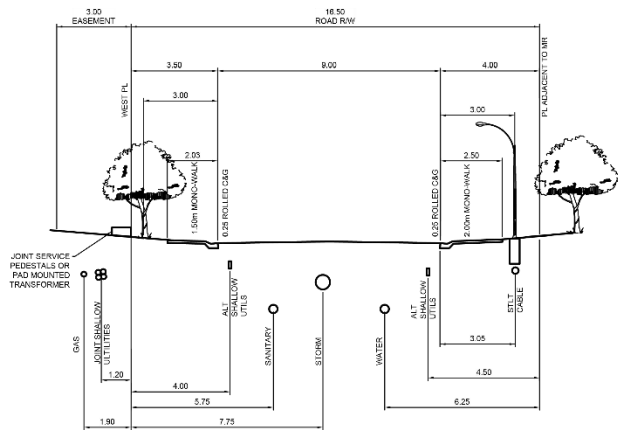 3.00
EASEMENT
16.50
ROAD R/W
3.50
9.00
4.00
WEST PL
PL ADJACENT TO MR
3.00
3.00
2.03
2.50
1.50m MONO-WALK
0.25 ROLLED C&G
0.25 ROLLED C&G
2.00m MONO-WALK
JOINT SERVICE
PEDESTALS OR
PAD MOUNTED
TRANSFORMER
GAS
JOINT SHALLOW
ULTILITIES
ALT
SHALLOW
UTILS
SANITARY
STORM
WATER
ALT
SHALLOW
UTILS
STLT
CABLE
3.05
1.20
4.00
4.50
5.75
6.25
1.90
7.75